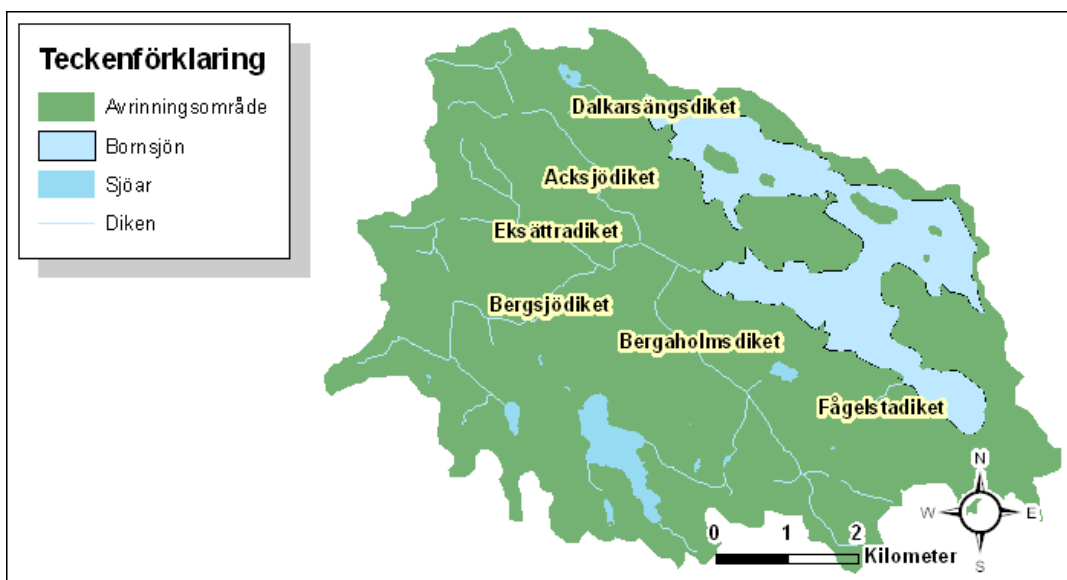 Teckenförklaring
Avrinningsområde
Bornsjön
Sjöar
Diken
Dalkarsängsdiket
Acksjödiket
Eksättradiket
Bergsjödiket
Bergaholmsdiket
Fågelstadiket
N
W E
S
0 1 2
Kilometer